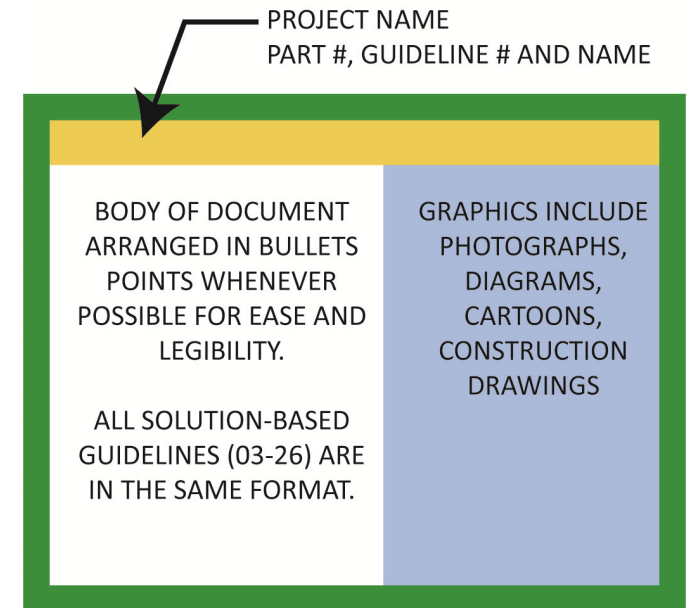 PROJECT NAME
PART #, GUIDELINE # AND NAME
BODY OF DOCUMENT
ARRANGED IN BULLETS
POINTS WHENEVER
POSSIBLE FOR EASE AND
LEGIBILITY.
ALL SOLUTION-BASED
GUIDELINES (03-26) ARE
IN THE SAME FORMAT.
GRAPHICS INCLUDE
PHOTOGRAPHS,
DIAGRAMS,
CARTOONS,
CONSTRUCTION
DRAWINGS